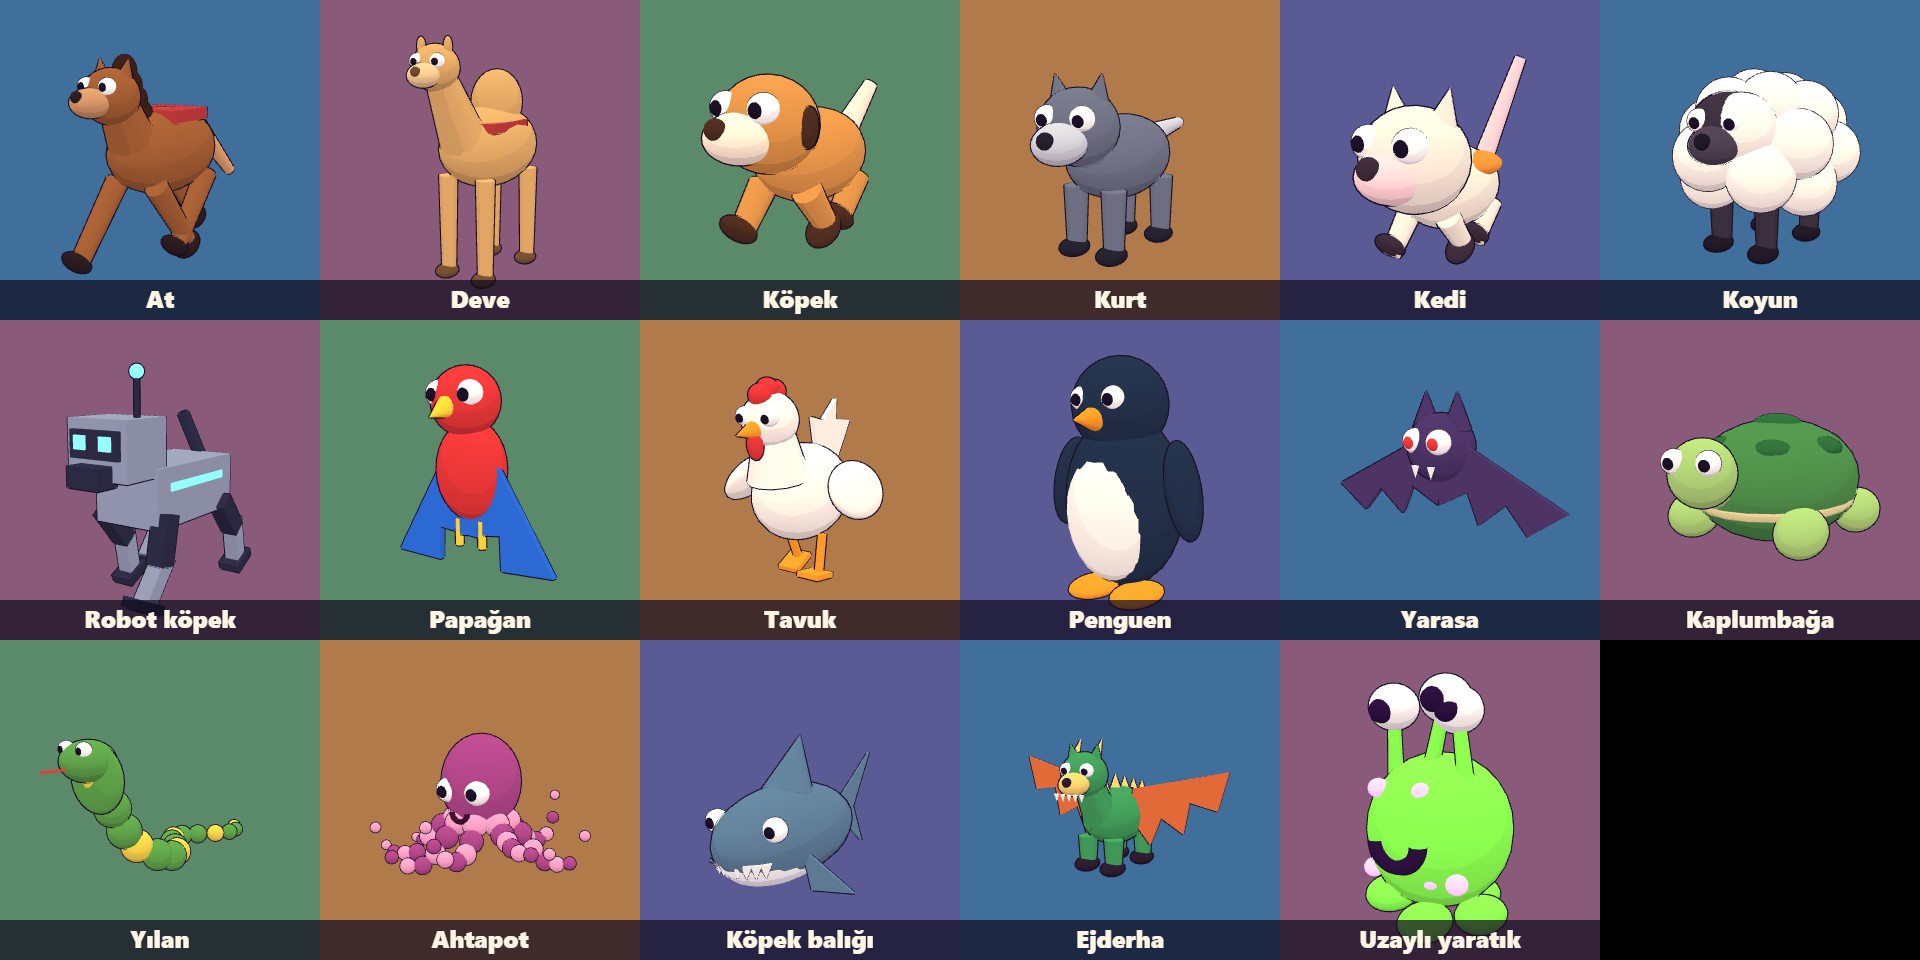 At
Deve
Köpek
Kurt
Kedi
Koyun
Robot köpek
Papağan
Tavuk
Penguen
Yarasa
Kaplumbağa
Yılan
Ahtapot
Köpek balığı
Ejderha
Uzaylı yaratık